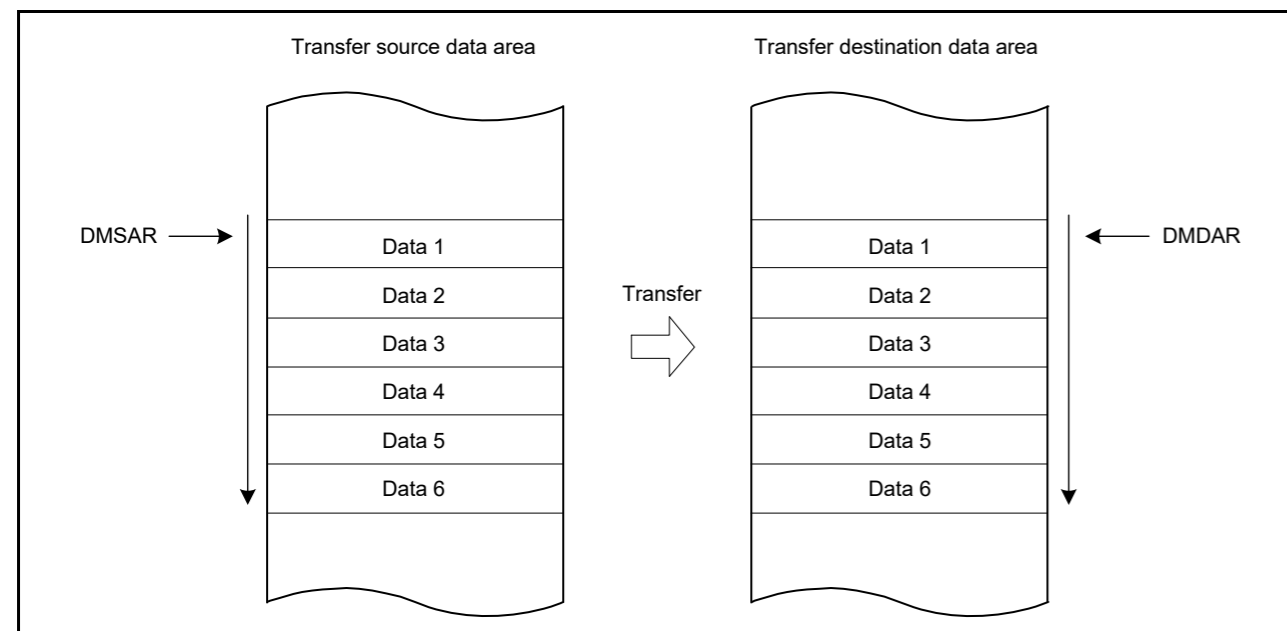 Transfer source data area
Transfer destination data area
DMSAR
Data 1
Data 2
Data 3
Data 4
Data 5
Data 6
Transfer
Data 1
Data 2
Data 3
Data 4
Data 5
Data 6
DMDAR